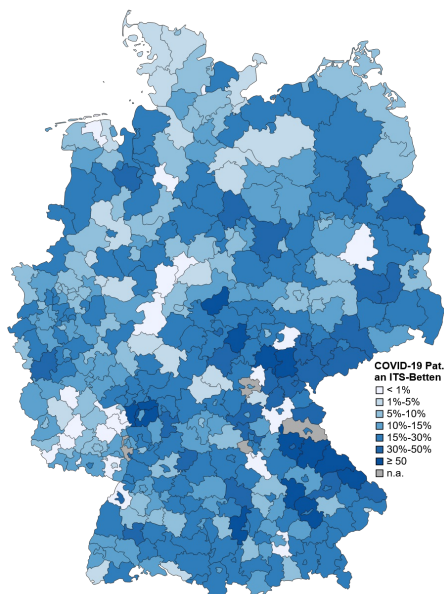 COVID-19 Pat.
an ITS-Betten
< 1%
1%-5%
5%-10%
10%-15%
15%-30%
30%-50%
≥ 50
n.a.